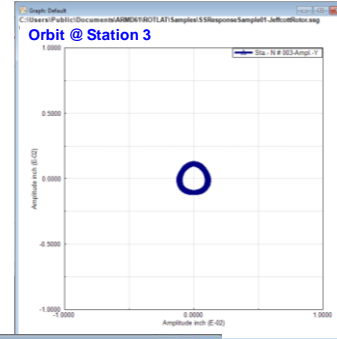 Graph: Default
C:\Users\Public\Documents\ARMD61\ROTLAT\Samples\SSResponseSample01-JeffcottRotor.ssg
Orbit @ Station 3
Sta.- N # 003-Ampl.-Y
1.0000
0.5000
0.0000
-0.5000
-1.0000
Amplitude inch (E-02)
-1.0000 0.0000 1.0000
Amplitude inch (E-02)